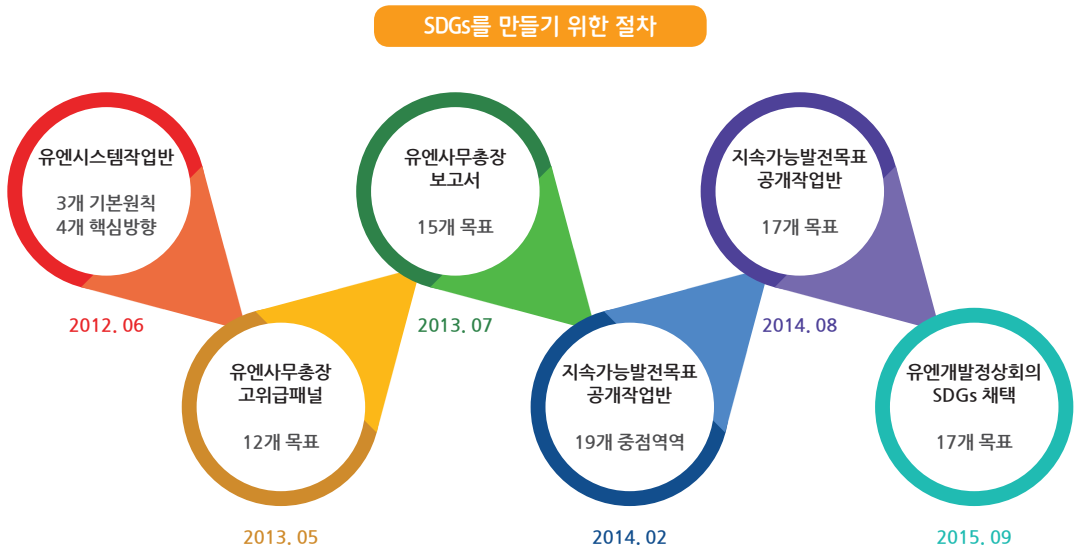 SDGs를 만들기 위한 절차
유엔시스템작업반
3개 기본원칙
4개 핵심방향
2012. 06
유엔사무총장
고위급패널
12개 목표
2013. 05
유엔사무총장
보고서
15개 목표
2013. 07
지속가능발전목표
공개작업반
19개 중점역역
2014. 02
지속가능발전목표
공개작업반
17개 목표
2014. 08
유엔개발정상회의
SDGs 채택
17개 목표
2015. 09